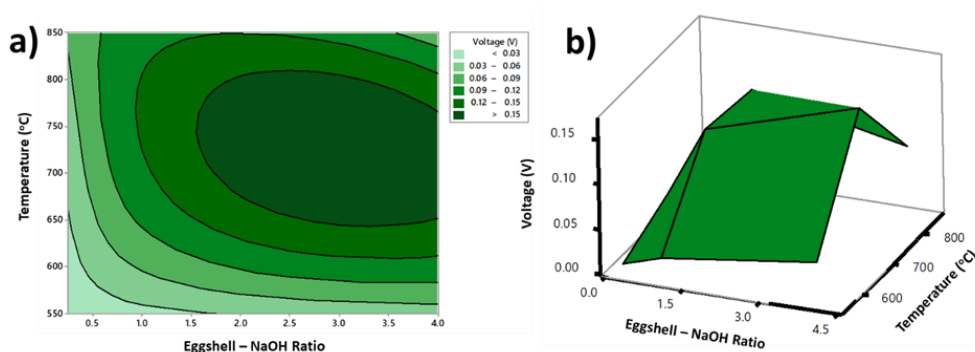 a)
Temperature (ºC)
850
800
750
700
650
600
550
0.5 1.0 1.5 2.0 2.5 3.0 3.5 4.0
Eggshell – NaOH Ratio
Voltage (V)
< 0.03
0.03 – 0.06
0.06 – 0.09
0.09 – 0.12
0.12 – 0.15
> 0.15
b)
Voltage (V)
0.15
0.10
0.05
0.00
0.0 1.5 3.0 4.5
Eggshell – NaOH Ratio
600 700 800
Temperature (ºC)